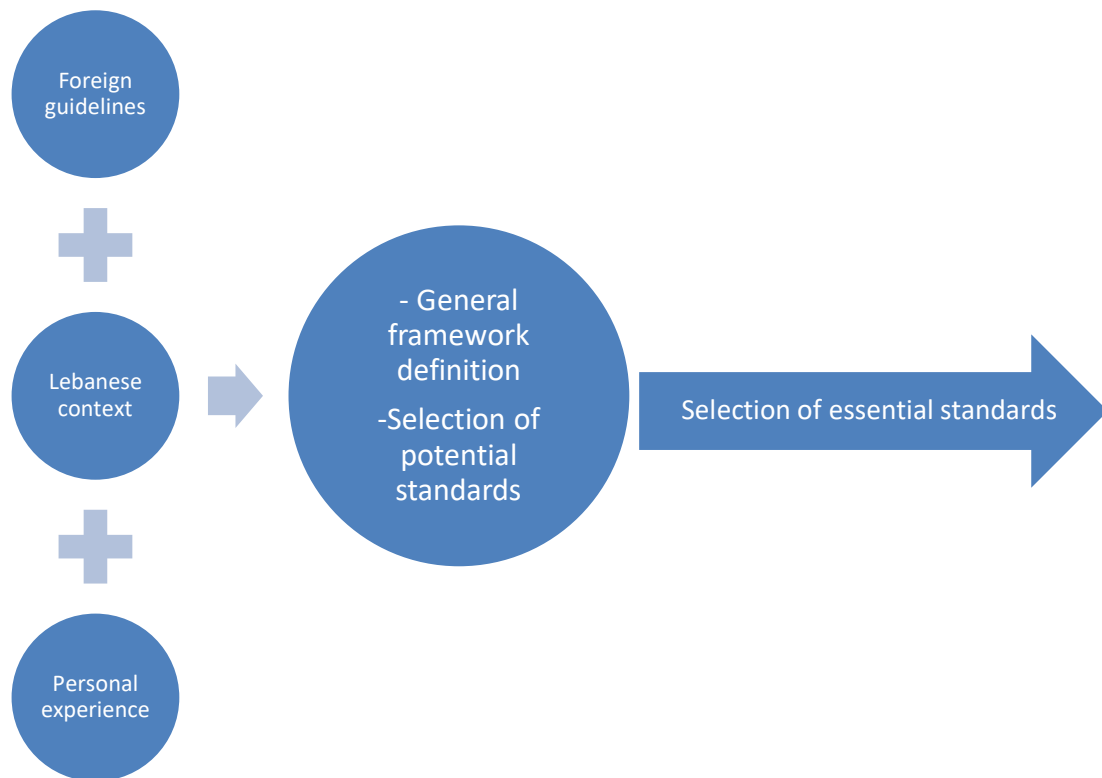 Foreign
guidelines
Lebanese
context
Personal
experience
- General
framework
definition
-Selection of
potential
standards
Selection of essential standards